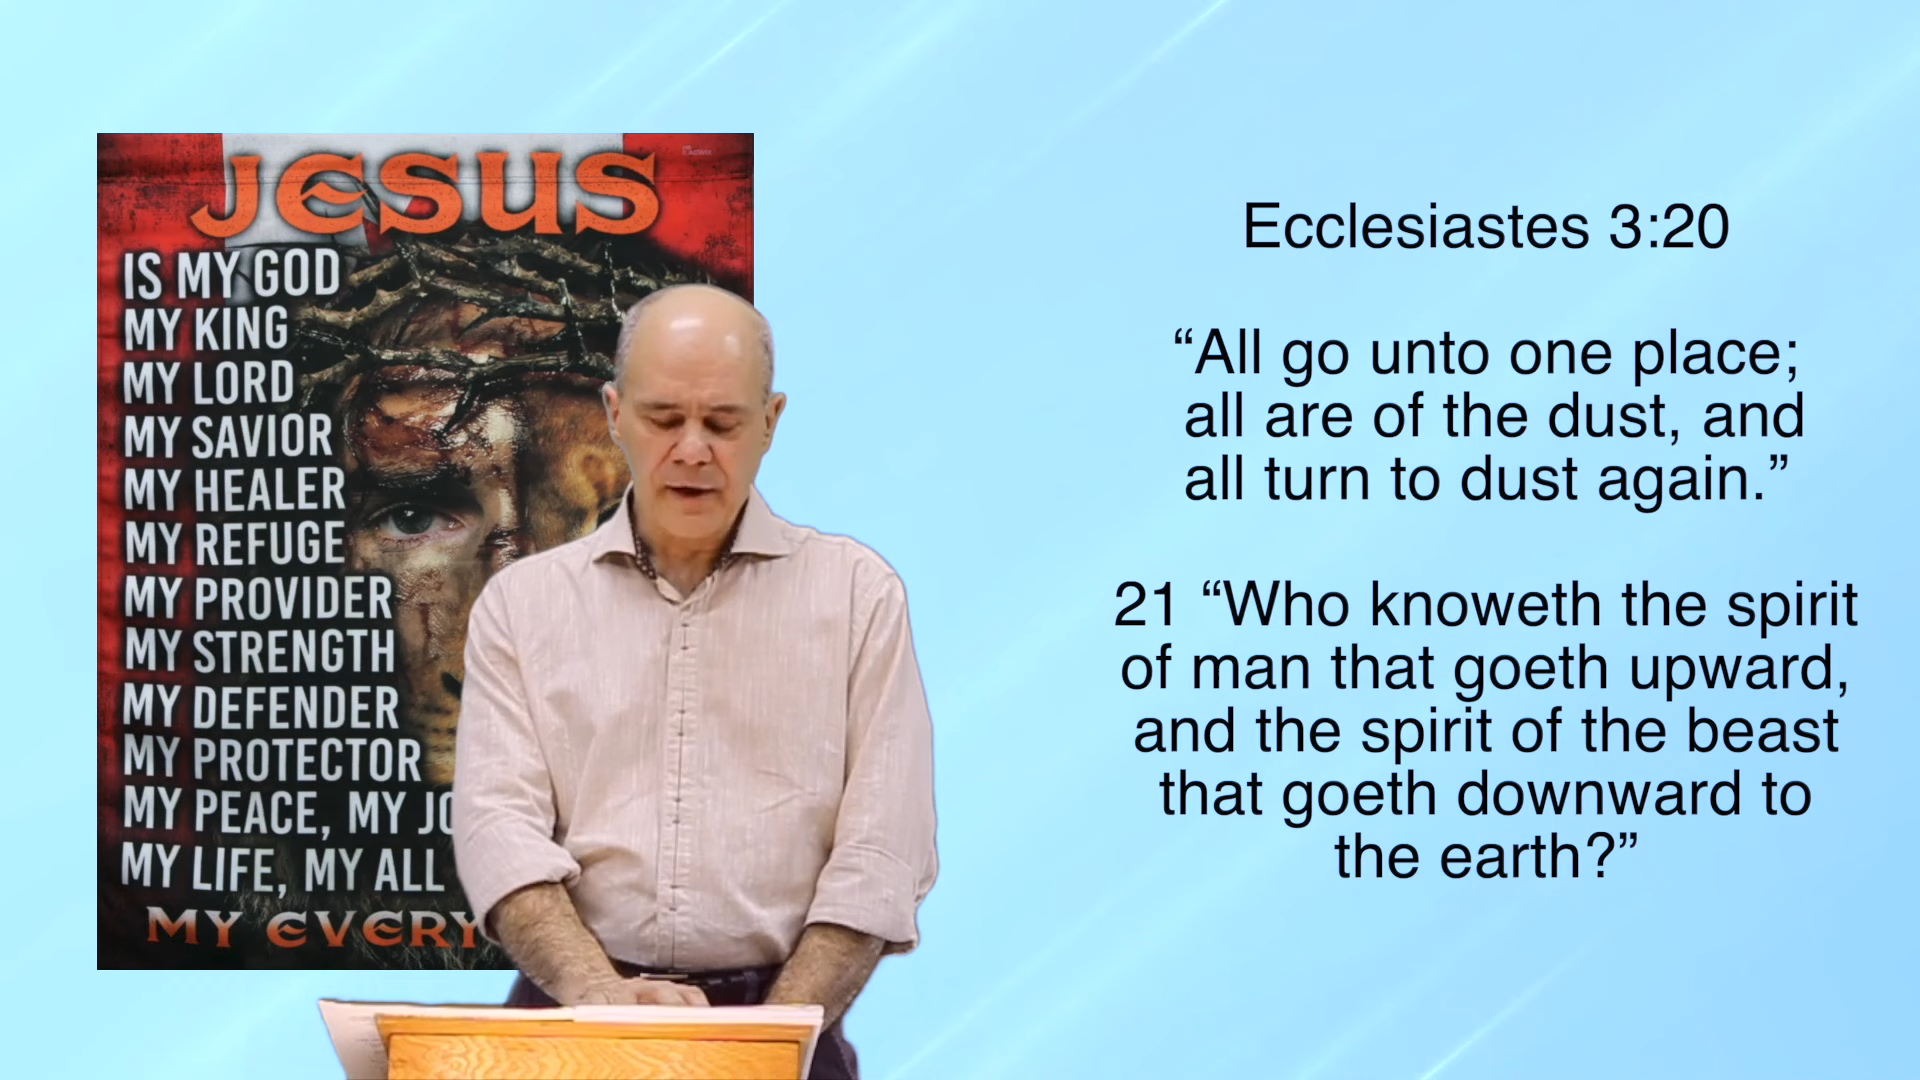 JESUS
IS MY GOD
MY KING
MY LORD
MY SAVIOR
MY HEALER
MY REFUGE
MY PROVIDER
MY STRENGTH
MY DEFENDER
MY PROTECTOR
MY PEACE, MY JO
MY LIFE, MY ALL
MY EVERY
Ecclesiastes 3:20
“All go unto one place;
all are of the dust, and
all turn to dust again.”
21 “Who knoweth the spirit
of man that goeth upward,
and the spirit of the beast
that goeth downward to
the earth?”